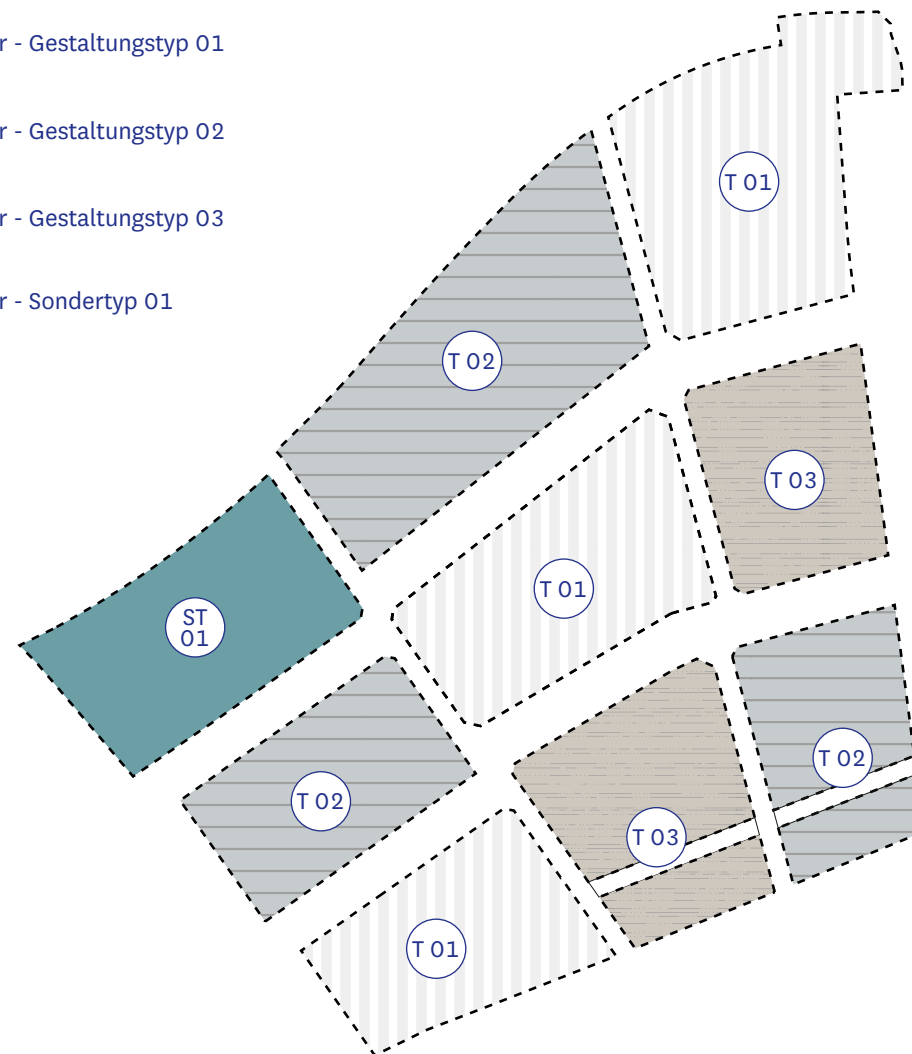 r - Gestaltungstyp 01
r - Gestaltungstyp 02
r - Gestaltungstyp 03
r - Sondertyp 01
T 01
T 02
T 03
T 01
ST
01
T 02
T 02
T 03
T 01